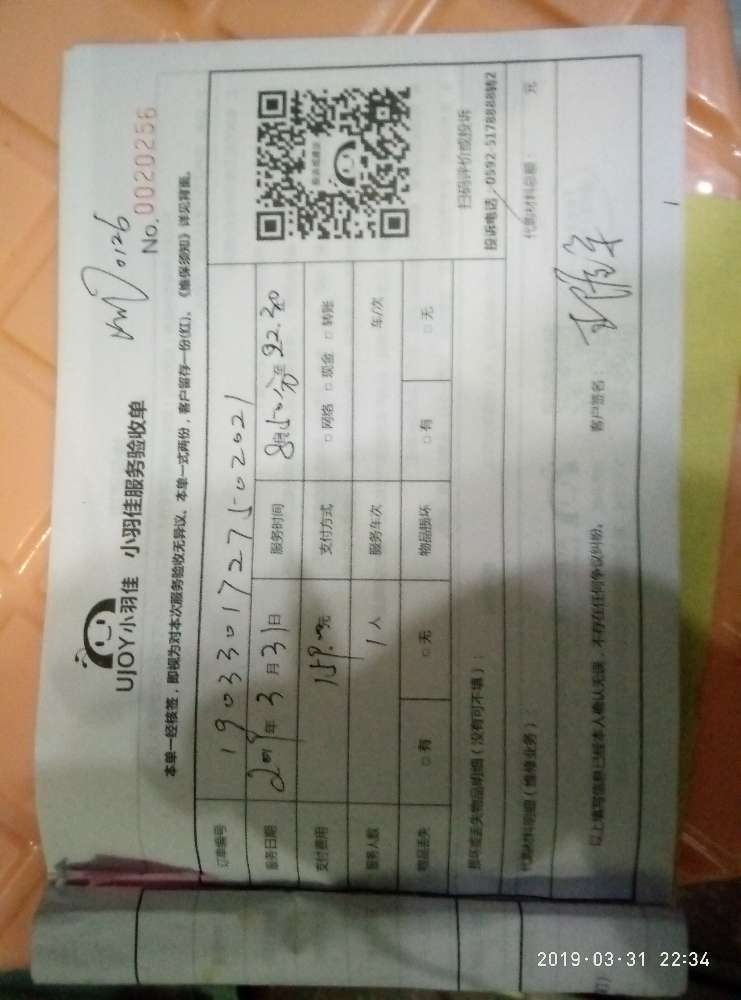 UJOY小羽佳 小羽佳服务验收单
No.0020256
本单一经核签，即视为对本次服务验收无异议。本单一式两份，客户留存一份(红)、《维保须知》详见背面。
订单编号 1903301727502021
服务日期 2019年3月31日 服务时间 8时50分至22:30
支付费用 159.00元 支付方式 □网络 □现金 □转账
服务人数 1人 服务车次 车/次
物品丢失 □有 □无 物品损坏 □有 □无
扫码评价或投诉
投诉电话：0592-5178888转2
损坏或丢失物品明细（没有可不填）：
代购材料明细（维修业务）： 代购材料总额： 元
以上填写信息已经本人确认无误，不存在任何争议纠纷。 客户签名：
2019·03·31 22:34